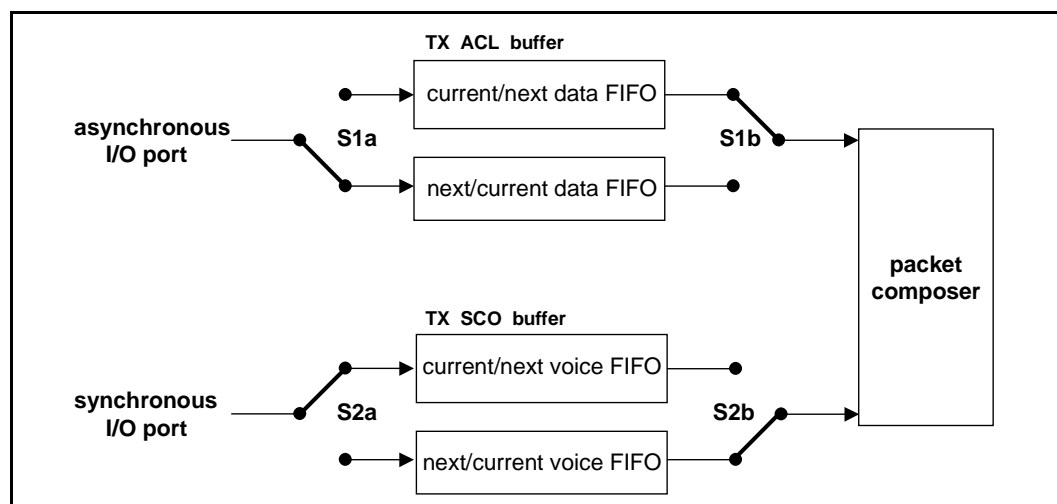 TX ACL buffer
current/next data FIFO
asynchronous
I/O port
S1a
S1b
next/current data FIFO
packet
composer
TX SCO buffer
current/next voice FIFO
synchronous
I/O port
S2a
S2b
next/current voice FIFO